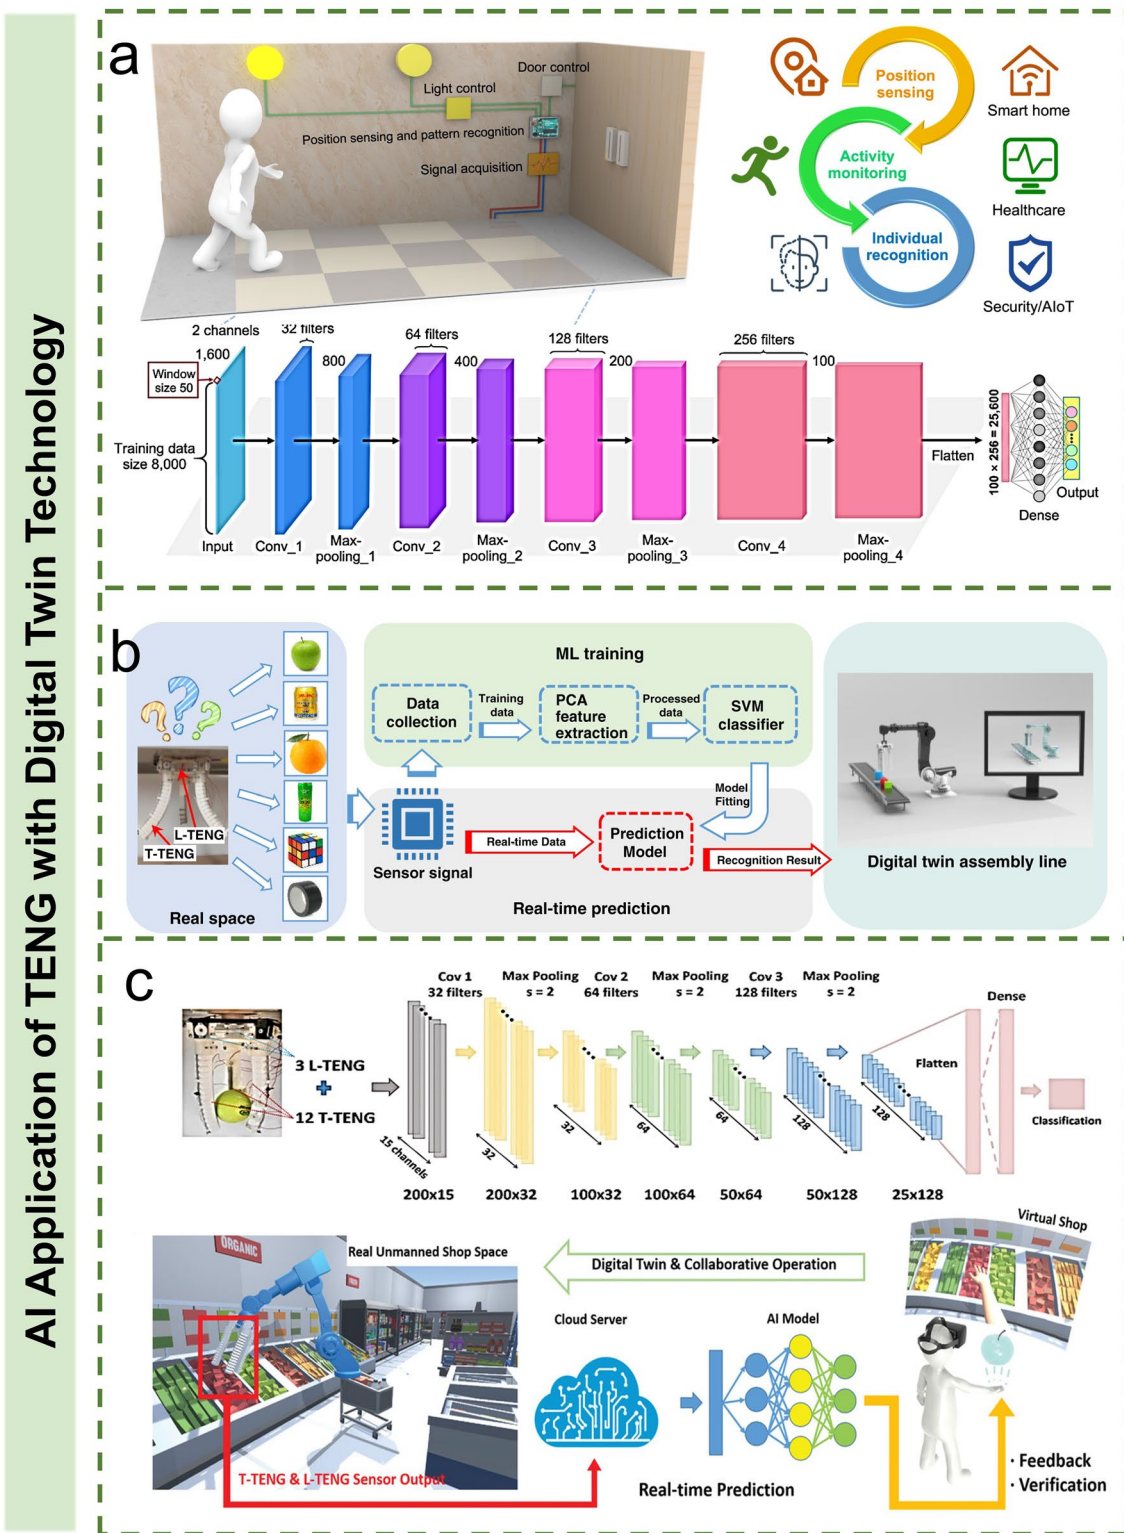 AI Application of TENG with Digital Twin Technology
a
Door control
Light control
Position sensing and pattern recognition
Signal acquisition
Position
sensing
Smart home
Activity
monitoring
Healthcare
Individual
recognition
Security/AIoT
2 channels
32 filters
64 filters
128 filters
256 filters
1,600
800
400
200
100
Window
size 50
Training data
size 8,000
Flatten
100 × 256 = 25,600
Output
Dense
Input
Conv_1
Max-
pooling_1
Conv_2
Max-
pooling_2
Conv_3
Max-
pooling_3
Conv_4
Max-
pooling_4
b
L-TENG
T-TENG
Real space
ML training
Data
collection
Training
data
PCA
feature
extraction
Processed
data
SVM
classifier
Model
Fitting
Sensor signal
Real-time Data
Prediction
Model
Recognition Result
Real-time prediction
Digital twin assembly line
c
3 L-TENG
12 T-TENG
Cov 1
32 filters
Max Pooling
s = 2
Cov 2
64 filters
Max Pooling
s = 2
Cov 3
128 filters
Max Pooling
s = 2
Dense
Flatten
Classification
15 channels
32
32
64
64
128
128
200x15
200x32
100x32
100x64
50x64
50x128
25x128
ORGANIC
Real Unmanned Shop Space
Digital Twin & Collaborative Operation
Virtual Shop
Cloud Server
AI Model
T-TENG & L-TENG Sensor Output
Real-time Prediction
· Feedback
· Verification